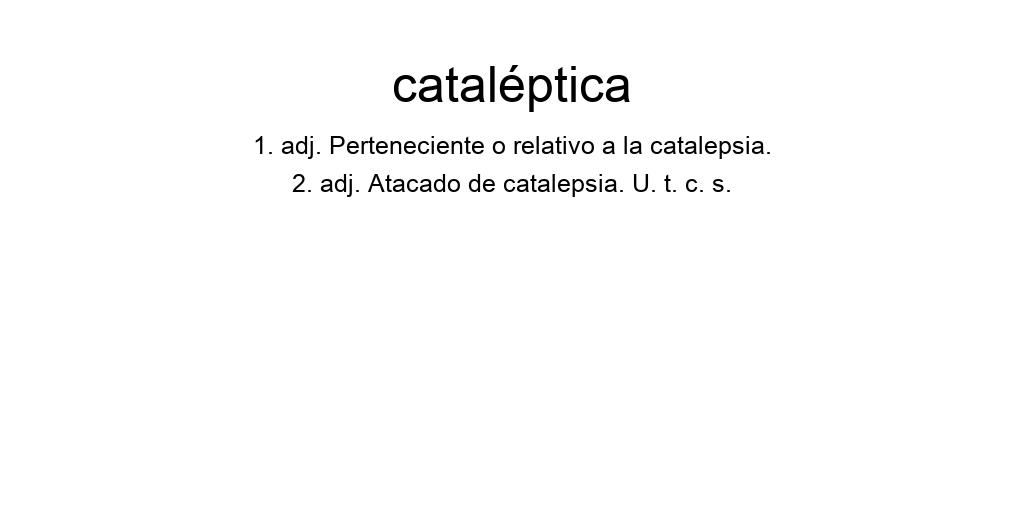 cataléptica
1. adj. Perteneciente o relativo a la catalepsia.
2. adj. Atacado de catalepsia. U. t. c. s.